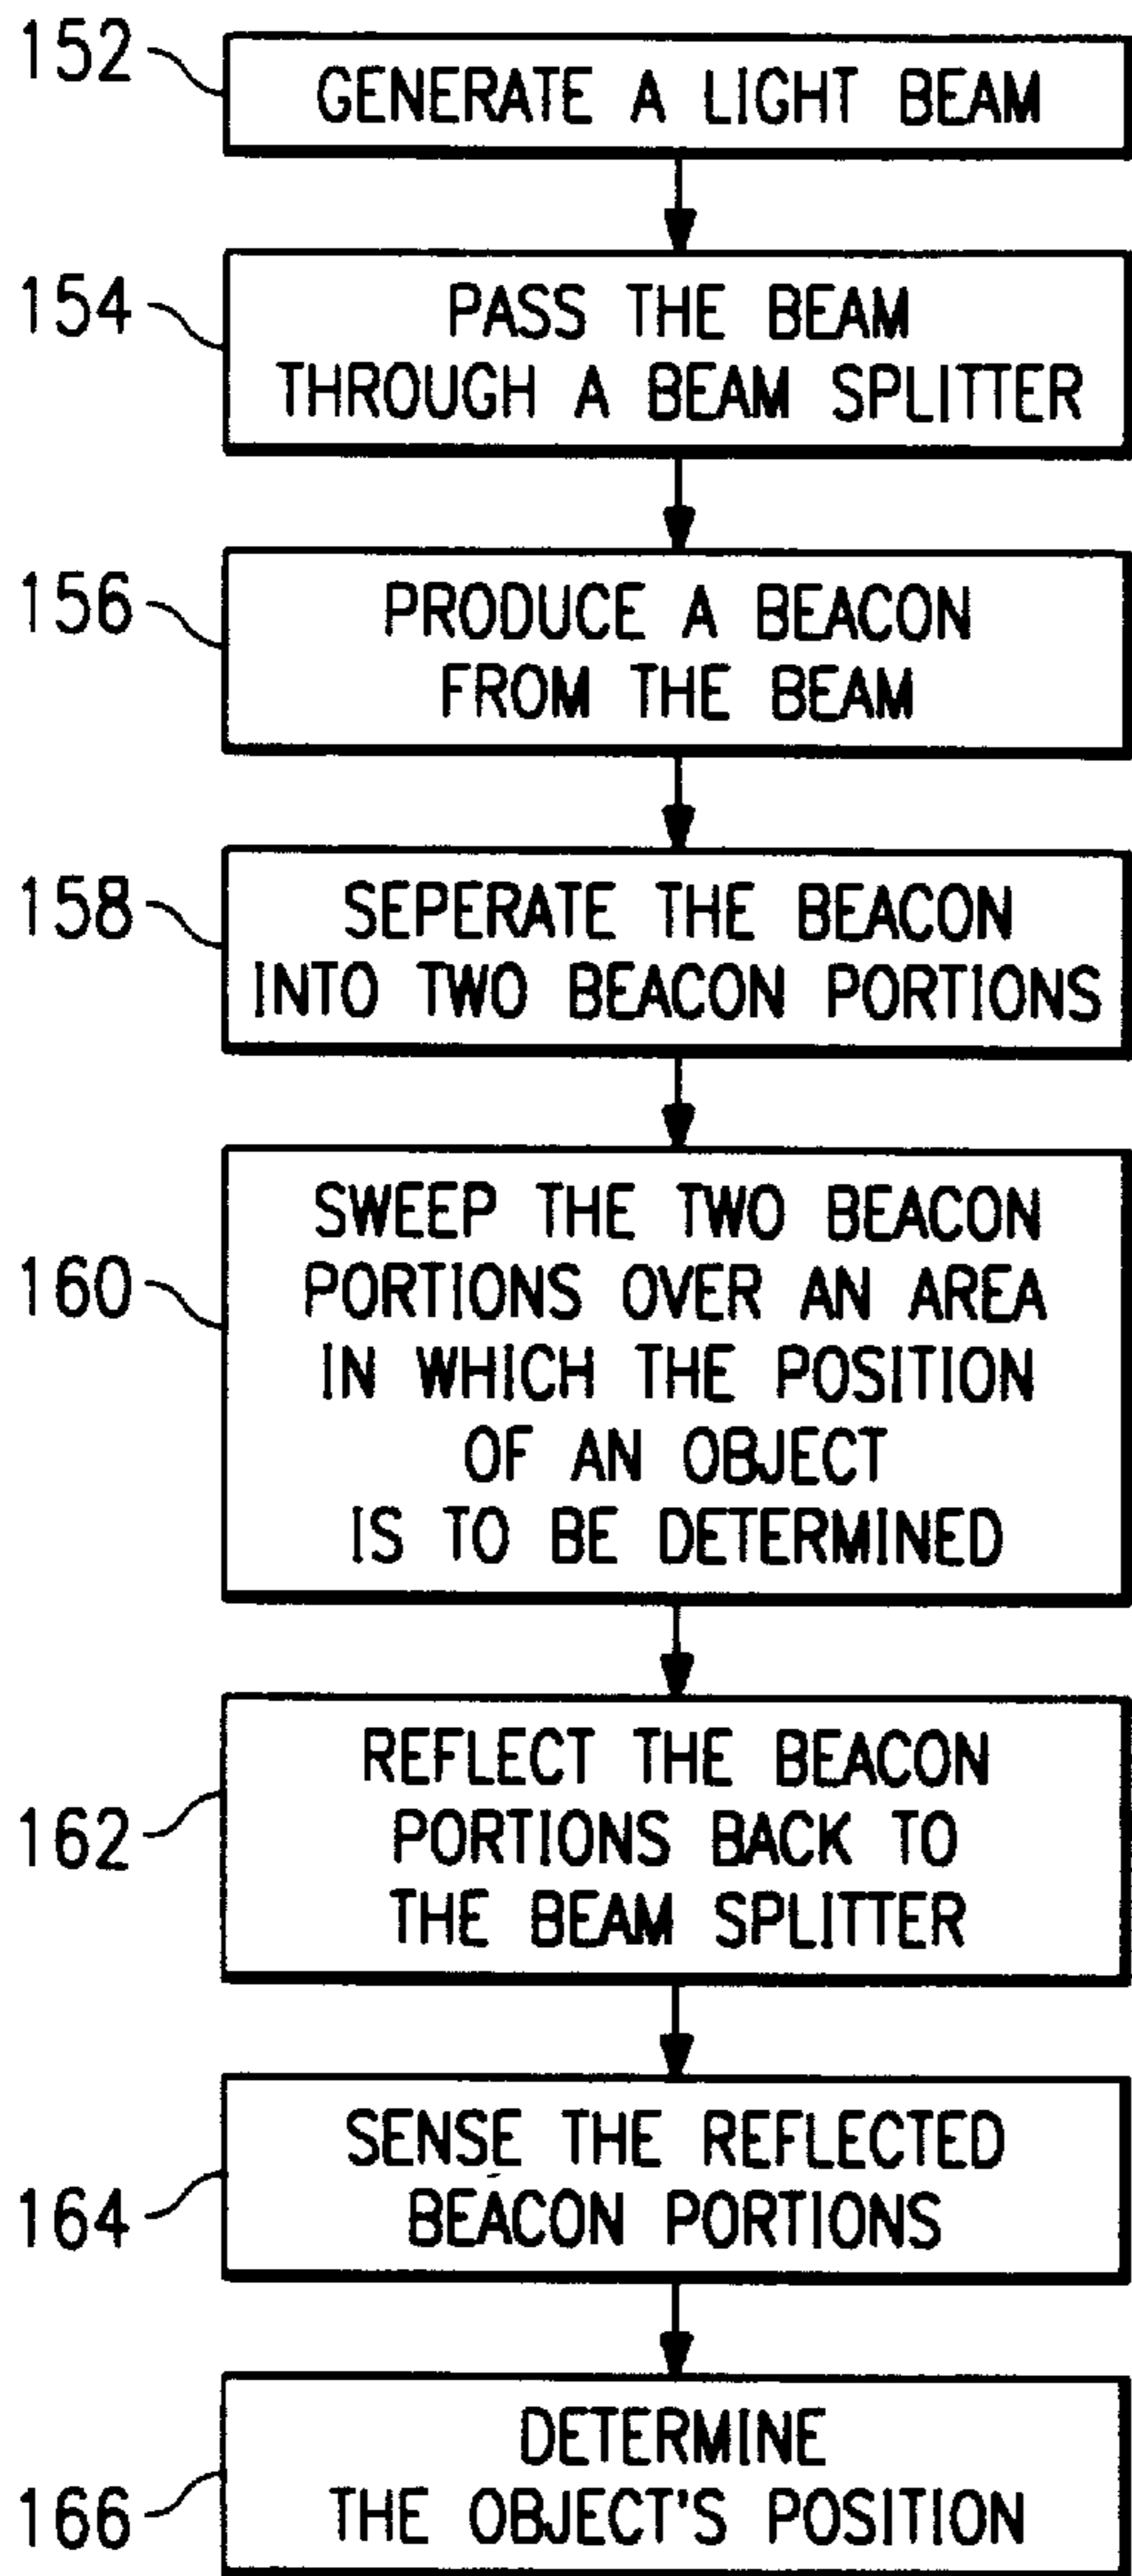 152
GENERATE A LIGHT BEAM
154
PASS THE BEAM
THROUGH A BEAM SPLITTER
156
PRODUCE A BEACON
FROM THE BEAM
158
SEPERATE THE BEACON
INTO TWO BEACON PORTIONS
160
SWEEP THE TWO BEACON
PORTIONS OVER AN AREA
IN WHICH THE POSITION
OF AN OBJECT
IS TO BE DETERMINED
162
REFLECT THE BEACON
PORTIONS BACK TO
THE BEAM SPLITTER
164
SENSE THE REFLECTED
BEACON PORTIONS
166
DETERMINE
THE OBJECT'S POSITION